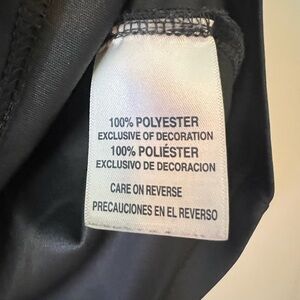 100% POLYESTER
EXCLUSIVE OF DECORATION
100% POLIÉSTER
EXCLUSIVO DE DECORACION
CARE ON REVERSE
PRECAUCIONES EN EL REVERSO